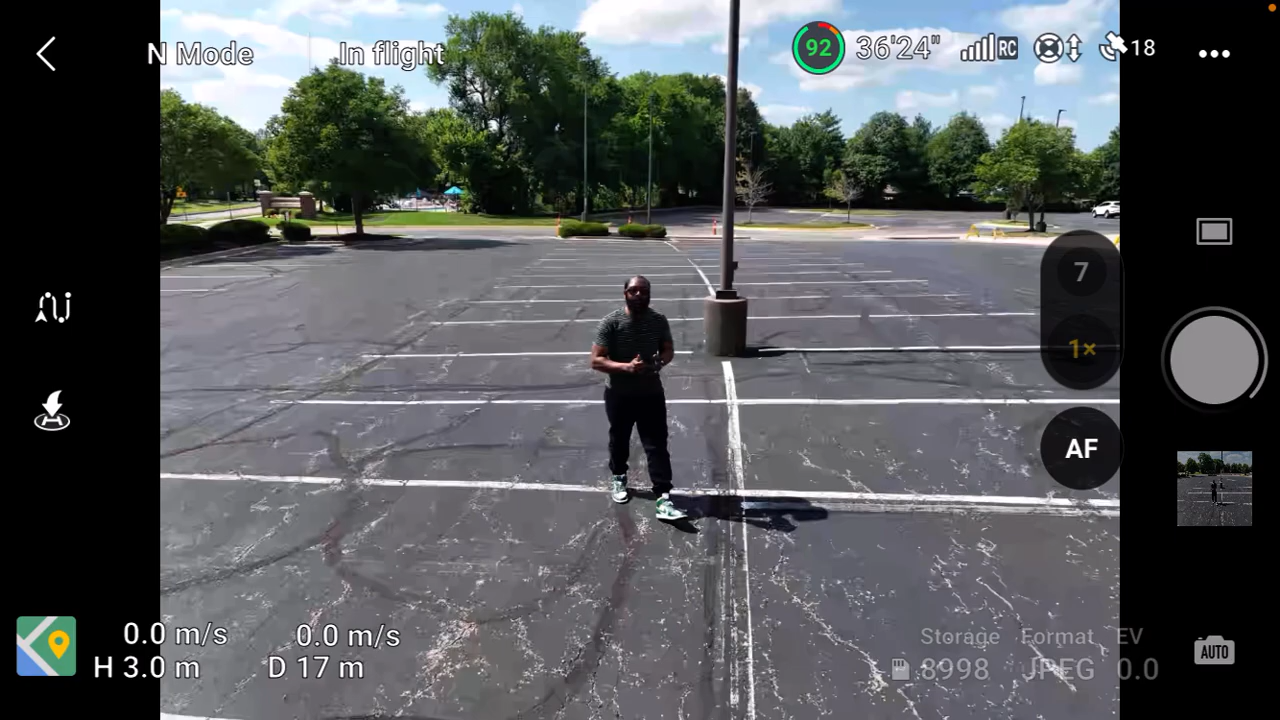 N Mode In flight 92 36'24" RC 18
7
1×
AF
0.0 m/s 0.0 m/s
H 3.0 m D 17 m
Storage Format EV
8998 JPEG 0.0
AUTO